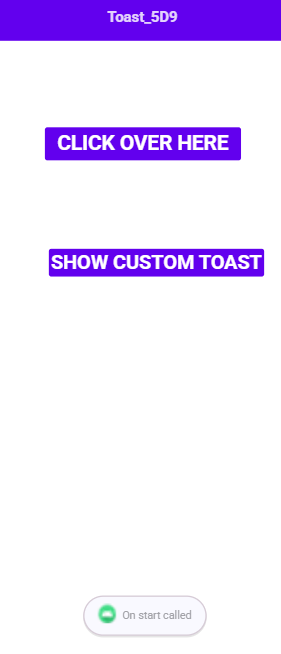 Toast_5D9
CLICK OVER HERE
SHOW CUSTOM TOAST
On start called